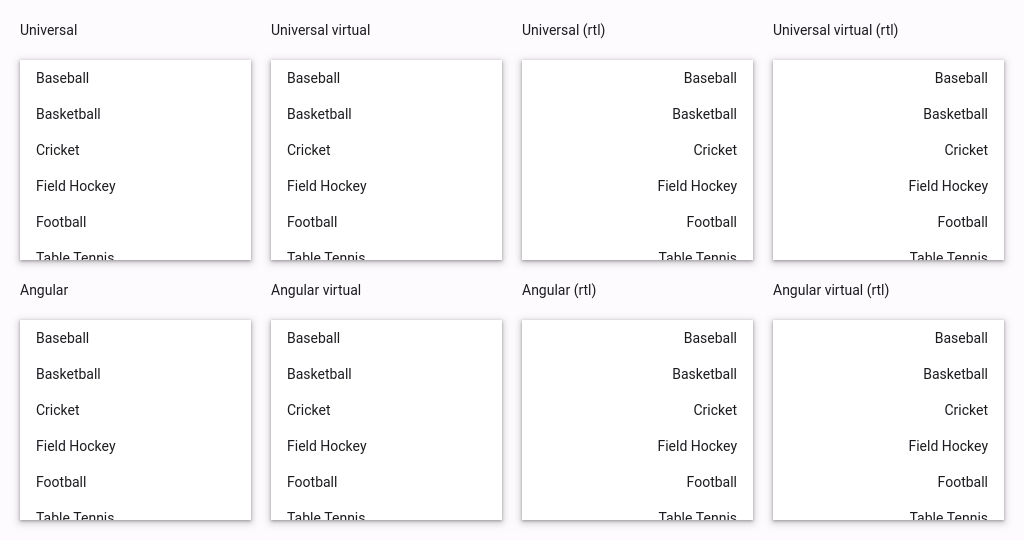 Universal
Baseball
Basketball
Cricket
Field Hockey
Football
Table Tennis
Universal virtual
Baseball
Basketball
Cricket
Field Hockey
Football
Table Tennis
Universal (rtl)
Baseball
Basketball
Cricket
Field Hockey
Football
Table Tennis
Universal virtual (rtl)
Baseball
Basketball
Cricket
Field Hockey
Football
Table Tennis
Angular
Baseball
Basketball
Cricket
Field Hockey
Football
Table Tennis
Angular virtual
Baseball
Basketball
Cricket
Field Hockey
Football
Table Tennis
Angular (rtl)
Baseball
Basketball
Cricket
Field Hockey
Football
Table Tennis
Angular virtual (rtl)
Baseball
Basketball
Cricket
Field Hockey
Football
Table Tennis